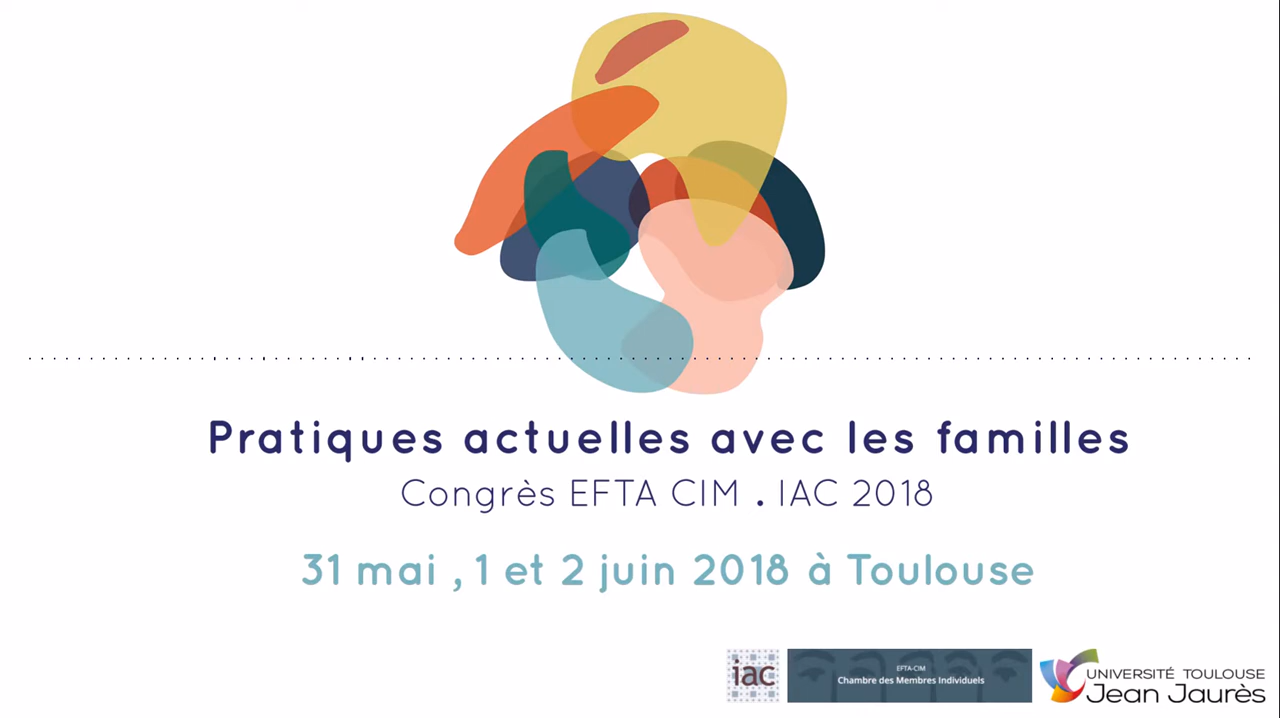 Pratiques actuelles avec les familles
Congrès EFTA CIM . IAC 2018
31 mai , 1 et 2 juin 2018 à Toulouse
iac
EFTA-CIM
Chambre des Membres Individuels
UNIVERSITÉ TOULOUSE
Jean Jaurès